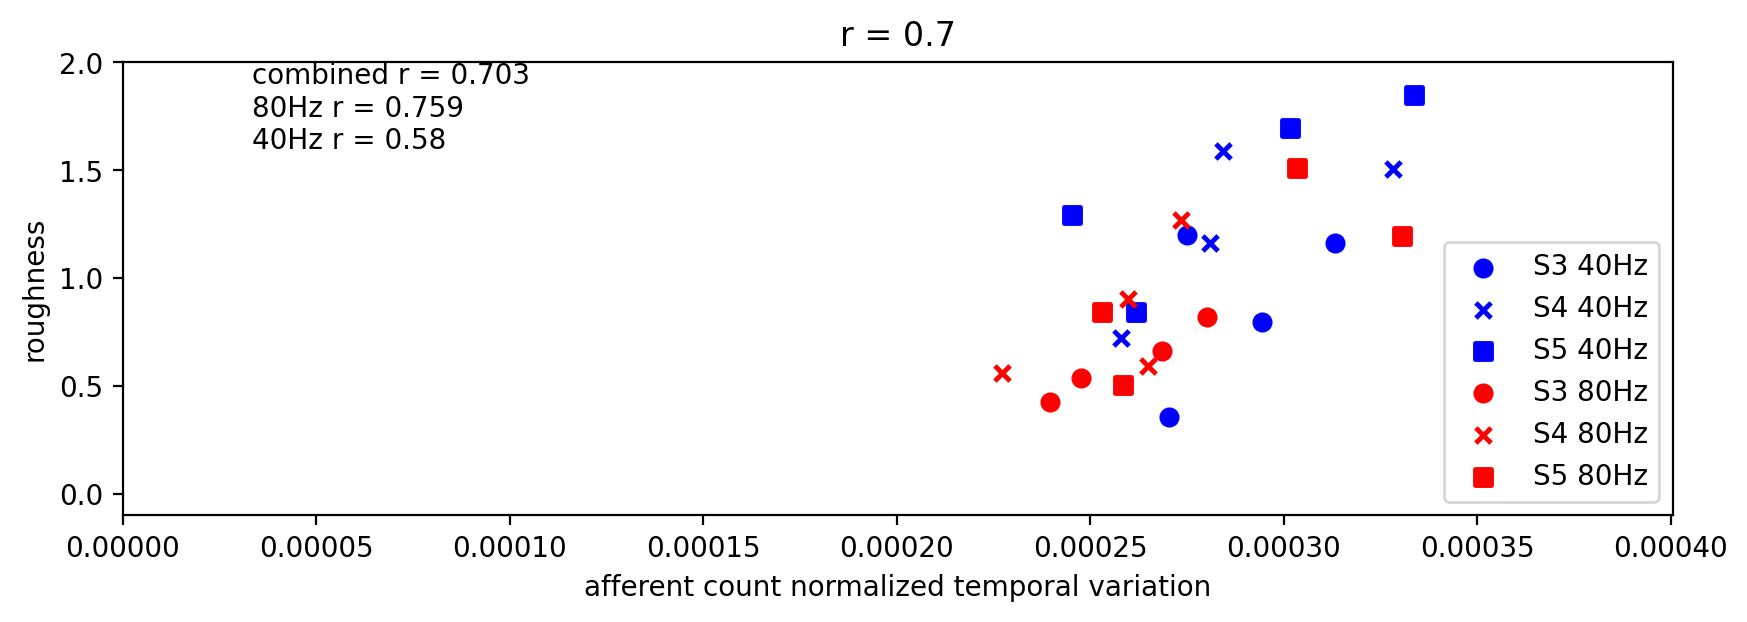 r = 0.7
combined r = 0.703
80Hz r = 0.759
40Hz r = 0.58
2.0
1.5
1.0
0.5
0.0
roughness
S3 40Hz
S4 40Hz
S5 40Hz
S3 80Hz
S4 80Hz
S5 80Hz
0.00000 0.00005 0.00010 0.00015 0.00020 0.00025 0.00030 0.00035 0.00040
afferent count normalized temporal variation